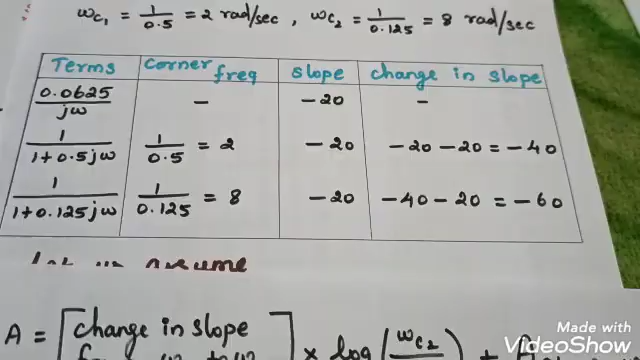 ωc₁ = 1/0.5 = 2 rad/sec , ωc₂ = 1/0.125 = 8 rad/sec
Terms | Corner freq | slope | change in slope
0.0625/jω | – | -20 | –
1/1+0.5jω | 1/0.5 = 2 | -20 | -20-20 = -40
1/1+0.125jω | 1/0.125 = 8 | -20 | -40-20 = -60
Let us assume
A = [change in slope
× log(ωc₂
+
Made with
VideoShow